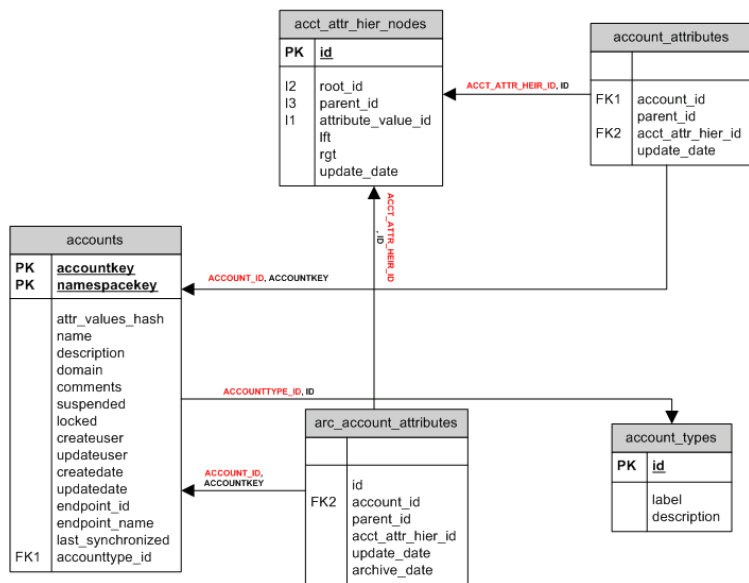 acct_attr_hier_nodes
PK id
I2 root_id
I3 parent_id
I1 attribute_value_id
lft
rgt
update_date
account_attributes
FK1 account_id
parent_id
FK2 acct_attr_hier_id
update_date
ACCT_ATTR_HEIR_ID, ID
ACCT_ATTR_HEIR_ID
, ID
accounts
PK accountkey
PK namespacekey
attr_values_hash
name
description
domain
comments
suspended
locked
createuser
updateuser
createdate
updatedate
endpoint_id
endpoint_name
last_synchronized
FK1 accounttype_id
ACCOUNT_ID, ACCOUNTKEY
ACCOUNTTYPE_ID, ID
ACCOUNT_ID,
ACCOUNTKEY
arc_account_attributes
id
FK2 account_id
parent_id
acct_attr_hier_id
update_date
archive_date
account_types
PK id
label
description